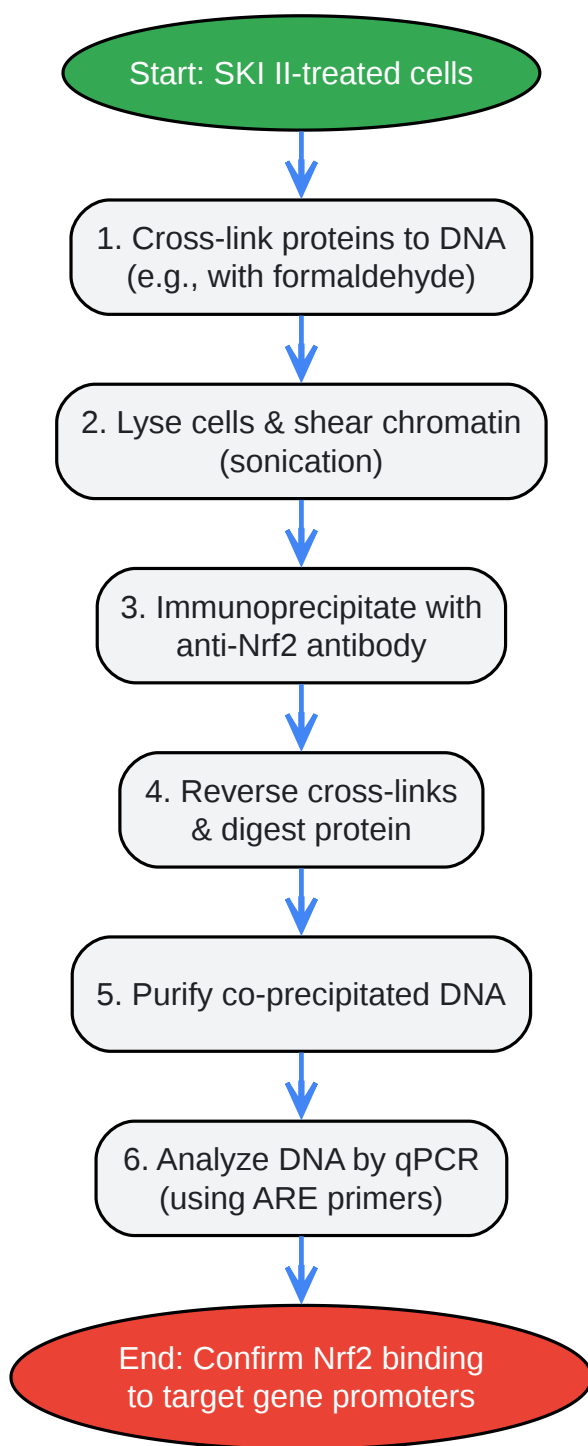 Start: SKI II-treated cells
1. Cross-link proteins to DNA
(e.g., with formaldehyde)
2. Lyse cells & shear chromatin
(sonication)
3. Immunoprecipitate with
anti-Nrf2 antibody
4. Reverse cross-links
& digest protein
5. Purify co-precipitated DNA
6. Analyze DNA by qPCR
(using ARE primers)
End: Confirm Nrf2 binding
to target gene promoters